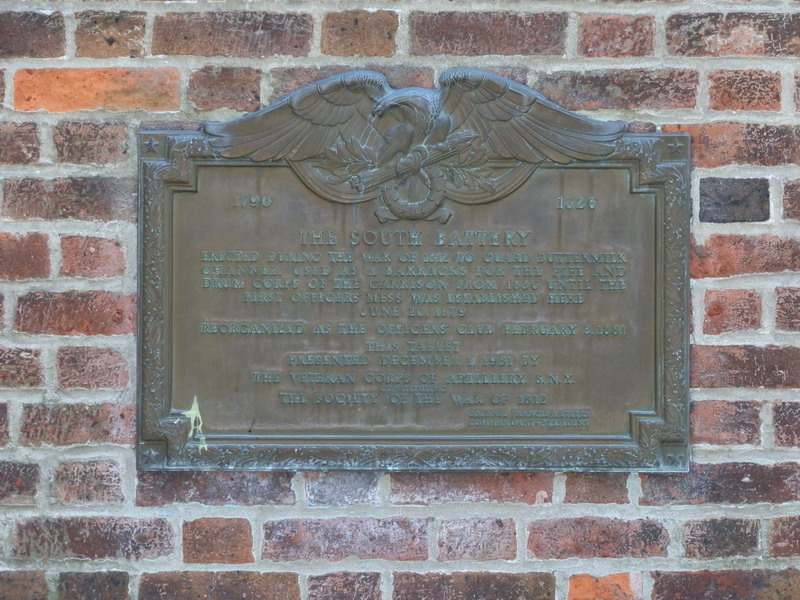 1790 1826
THE SOUTH BATTERY
ERECTED DURING THE WAR OF 1812 TO GUARD BUTTERMILK
CHANNEL. USED AS A BARRACKS FOR THE FIFE AND
DRUM CORPS OF THE GARRISON FROM 1836 UNTIL THE
FIRST OFFICERS MESS WAS ESTABLISHED HERE
JUNE 20, 1879
REORGANIZED AS THE OFFICERS' CLUB FEBRUARY 8, 1881
THIS TABLET
PRESENTED DECEMBER 1, 1951 BY
THE VETERAN CORPS OF ARTILLERY S.N.Y.
THE SOCIETY OF THE WAR OF 1812
COMMANDANT-PRESIDENT